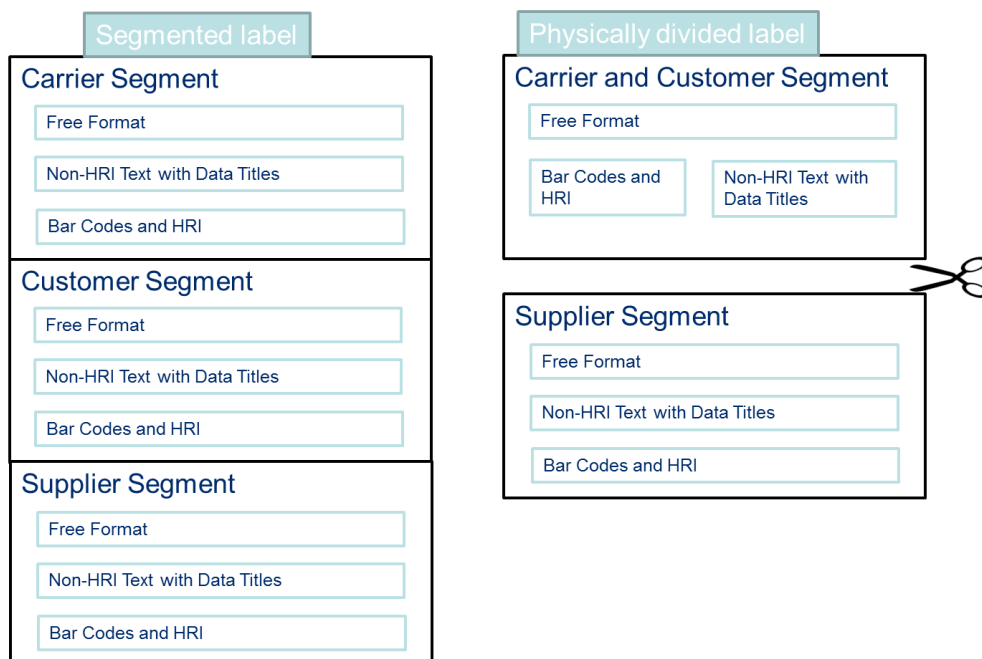 Segmented label
Carrier Segment
Free Format
Non-HRI Text with Data Titles
Bar Codes and HRI
Customer Segment
Free Format
Non-HRI Text with Data Titles
Bar Codes and HRI
Supplier Segment
Free Format
Non-HRI Text with Data Titles
Bar Codes and HRI
Physically divided label
Carrier and Customer Segment
Free Format
Bar Codes and
HRI
Non-HRI Text with
Data Titles
Supplier Segment
Free Format
Non-HRI Text with Data Titles
Bar Codes and HRI